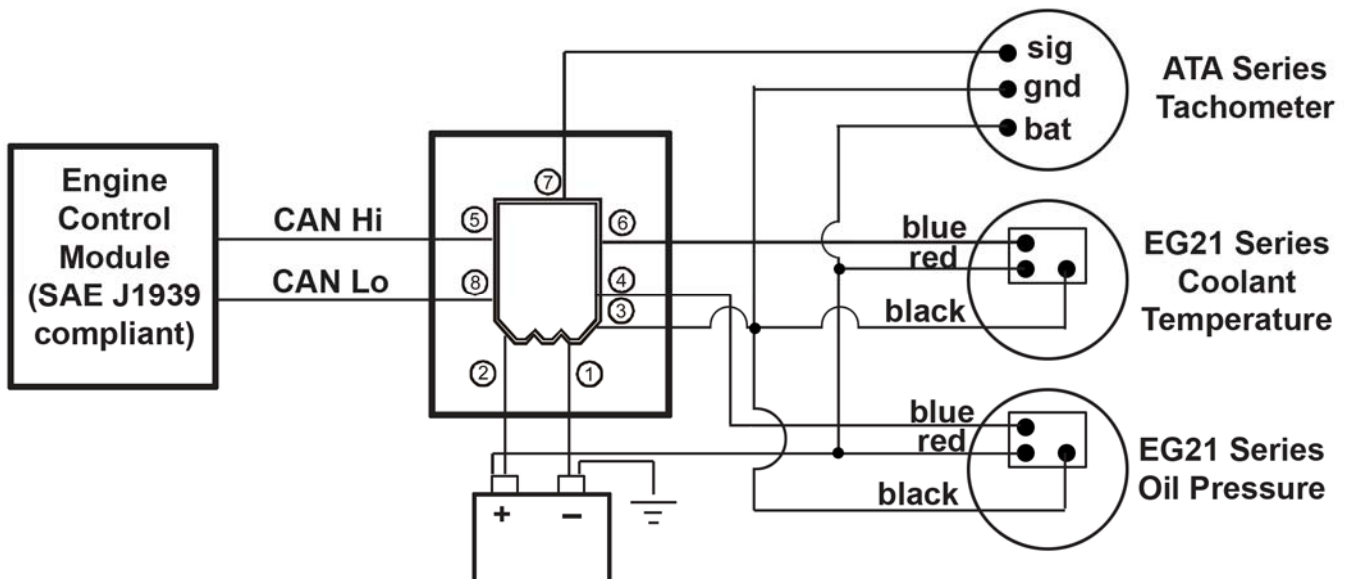 Engine
Control
Module
(SAE J1939
compliant)
CAN Hi
CAN Lo
5
8
7
6
4
3
2
1
+
−
sig
gnd
bat
ATA Series
Tachometer
blue
red
black
EG21 Series
Coolant
Temperature
blue
red
black
EG21 Series
Oil Pressure